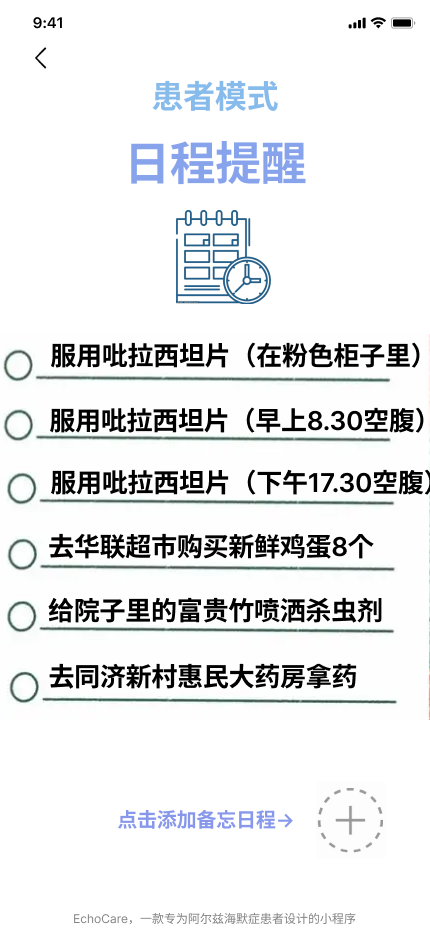 9:41
患者模式
日程提醒
服用吡拉西坦片（在粉色柜子里）
服用吡拉西坦片（早上8.30空腹）
服用吡拉西坦片（下午17.30空腹）
去华联超市购买新鲜鸡蛋8个
给院子里的富贵竹喷洒杀虫剂
去同济新村惠民大药房拿药
点击添加备忘日程→
EchoCare，一款专为阿尔兹海默症患者设计的小程序